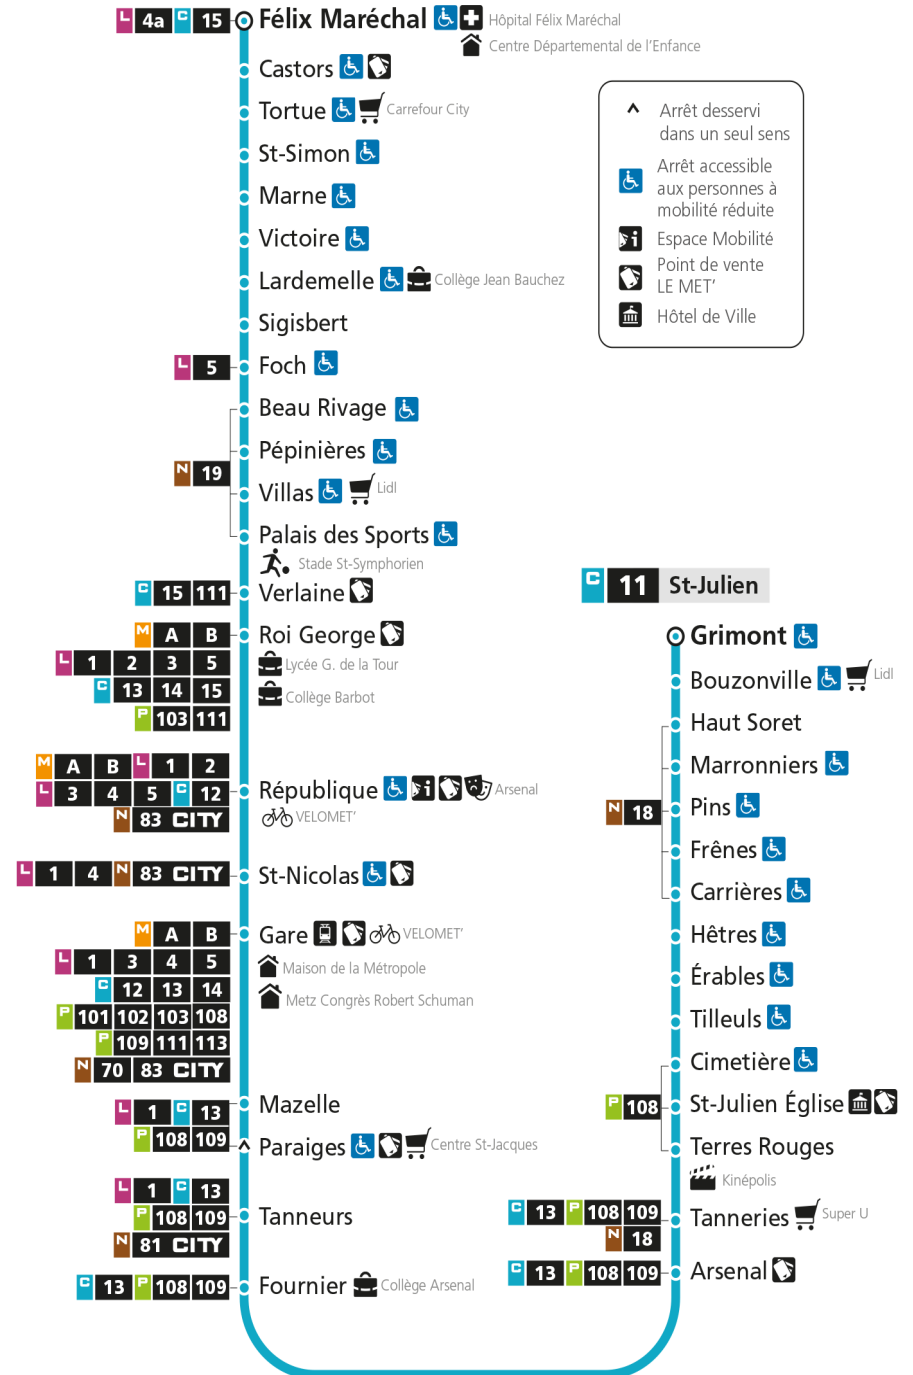 L 4a C 15 Félix Maréchal Hôpital Félix Maréchal
Centre Départemental de l'Enfance
Castors
Tortue Carrefour City
St-Simon
Marne
Victoire
Lardemelle Collège Jean Bauchez
Sigisbert
L 5 Foch
Beau Rivage
Pépinières
N 19
Villas Lidl
Palais des Sports
Stade St-Symphorien
C 15 111 Verlaine
M A B Roi George
L 1 2 3 5 Lycée G. de la Tour
C 13 14 15 Collège Barbot
P 103 111
M A B L 1 2
L 3 4 5 C 12 République Arsenal
N 83 CITY VELOMET'
L 1 4 N 83 CITY St-Nicolas
M A B Gare VELOMET'
L 1 3 4 5 Maison de la Métropole
C 12 13 14 Metz Congrès Robert Schuman
P 101 102 103 108
P 109 111 113
N 70 83 CITY
L 1 C 13 Mazelle
P 108 109 Paraiges Centre St-Jacques
L 1 C 13
P 108 109 Tanneurs
N 81 CITY
C 13 P 108 109 Fournier Collège Arsenal
Arrêt desservi
dans un seul sens
Arrêt accessible
aux personnes à
mobilité réduite
Espace Mobilité
Point de vente
LE MET'
Hôtel de Ville
C 11 St-Julien
Grimont
Bouzonville Lidl
Haut Soret
Marronniers
N 18 Pins
Frênes
Carrières
Hêtres
Érables
Tilleuls
Cimetière
P 108 St-Julien Église
Terres Rouges
Kinépolis
C 13 P 108 109 Tanneries Super U
N 18
C 13 P 108 109 Arsenal